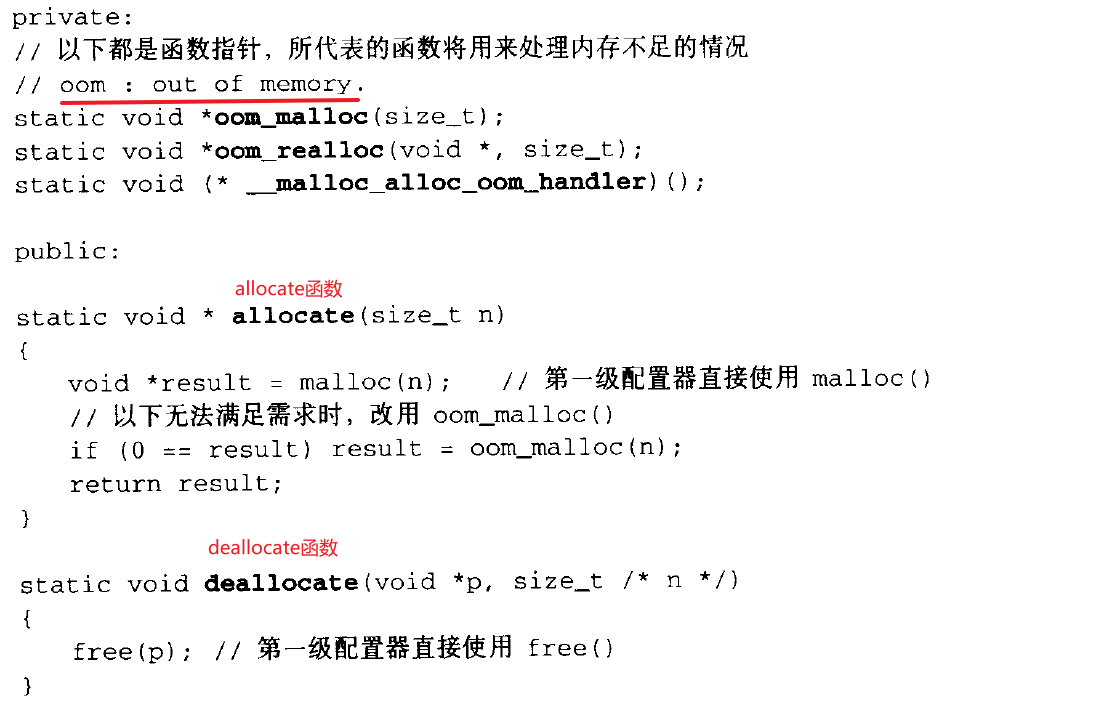 private:
// 以下都是函数指针，所代表的函数将用来处理内存不足的情况
// oom : out of memory.
static void *oom_malloc(size_t);
static void *oom_realloc(void *, size_t);
static void (* __malloc_alloc_oom_handler)();
public:
allocate函数
static void * allocate(size_t n)
{
void *result = malloc(n); // 第一级配置器直接使用 malloc()
// 以下无法满足需求时，改用 oom_malloc()
if (0 == result) result = oom_malloc(n);
return result;
}
deallocate函数
static void deallocate(void *p, size_t /* n */)
{
free(p); // 第一级配置器直接使用 free()
}